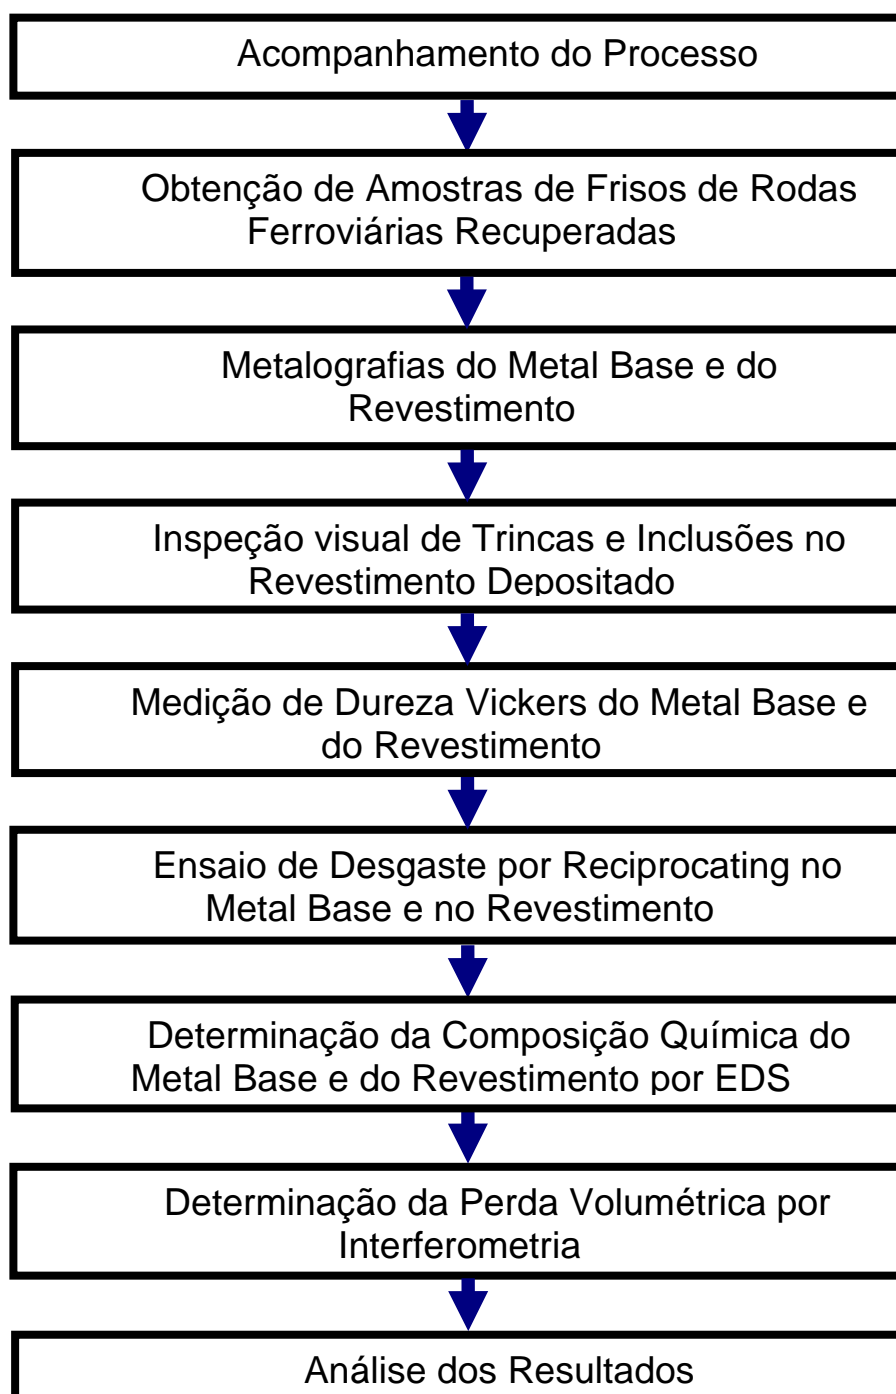 Acompanhamento do Processo
Obtenção de Amostras de Frisos de Rodas
Ferroviárias Recuperadas
Metalografias do Metal Base e do
Revestimento
Inspeção visual de Trincas e Inclusões no
Revestimento Depositado
Medição de Dureza Vickers do Metal Base e
do Revestimento
Ensaio de Desgaste por Reciprocating no
Metal Base e no Revestimento
Determinação da Composição Química do
Metal Base e do Revestimento por EDS
Determinação da Perda Volumétrica por
Interferometria
Análise dos Resultados